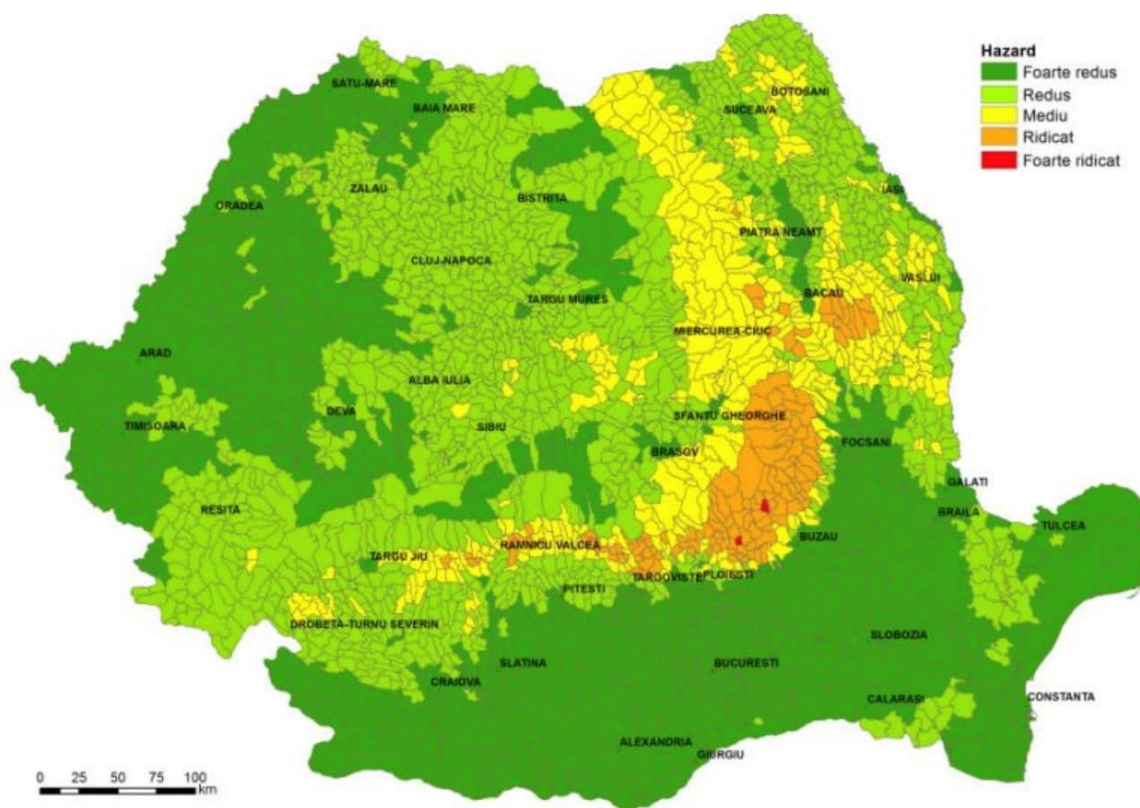 Hazard
Foarte redus
Redus
Mediu
Ridicat
Foarte ridicat
SATU-MARE
BAIA MARE
SUCEAVA
BOTOSANI
ZALAU
ORADEA
BISTRITA
IASI
PIATRA NEAMT
CLUJ-NAPOCA
VASLUI
TARGU MURES
BACAU
MIERCUREA-CIUC
ARAD
ALBA IULIA
DEVA
SFANTU GHEORGHE
TIMISOARA
SIBIU
FOCSANI
BRASOV
GALATI
RESITA
BRAILA
TULCEA
BUZAU
RAMNICU VALCEA
TARGU JIU
TARGOVISTE
PLOIESTI
PITESTI
DROBETA-TURNU SEVERIN
SLOBOZIA
SLATINA
BUCURESTI
CRAIOVA
CALARASI
CONSTANTA
ALEXANDRIA
GIURGIU
0 25 50 75 100
km